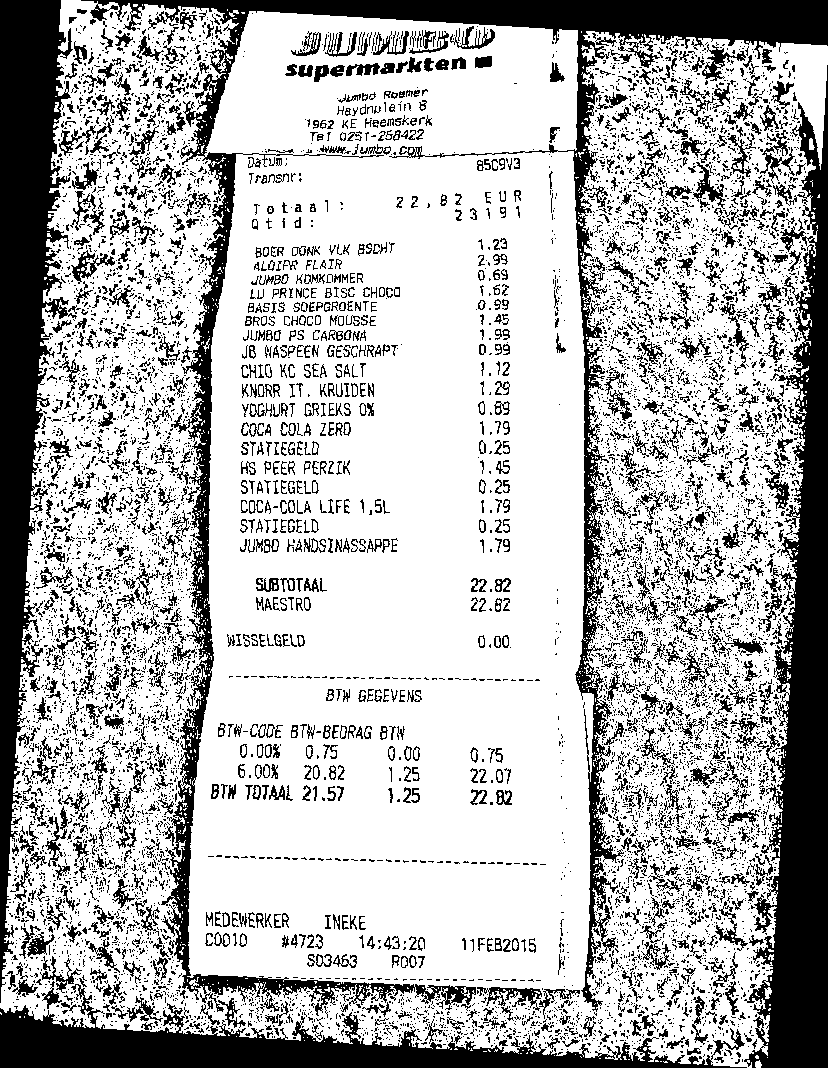 JUMBO
supermarkten
Jumbo Roemer
Haydnplein 8
1962 KE Heemskerk
Tel 0251-258422
www.jumbo.com
Datum:
Transnr: 85C9V3
Totaal: 22,82 EUR
Qtid: 23191
BOER DONK VLK BSCHT 1.23
FLAIR 2.99
JUMBO KOMKOMMER 0.69
LU PRINCE BISC CHOCO 1.62
BASIS SOEPGROENTE 0.99
BROS CHOCO MOUSSE 1.45
JUMBO PS CARBONA 1.99
JB WASPEEN GESCHRAPT 0.99
CHIO KC SEA SALT 1.12
KNORR IT. KRUIDEN 1.29
YOGHURT GRIEKS 0% 0.89
COCA COLA ZERO 1.79
STATIEGELD 0.25
HS PEER PERZIK 1.45
STATIEGELD 0.25
COCA-COLA LIFE 1,5L 1.79
STATIEGELD 0.25
JUMBO HANDSINASSAPPE 1.79
SUBTOTAAL 22.82
MAESTRO 22.82
WISSELGELD 0.00
BTW GEGEVENS
BTW-CODE BTW-BEDRAG BTW
0.00% 0.75 0.00 0.75
6.00% 20.82 1.25 22.07
BTW TOTAAL 21.57 1.25 22.82
MEDEWERKER INEKE
C0010 #4723 14:43:20 11FEB2015
S03463 R007